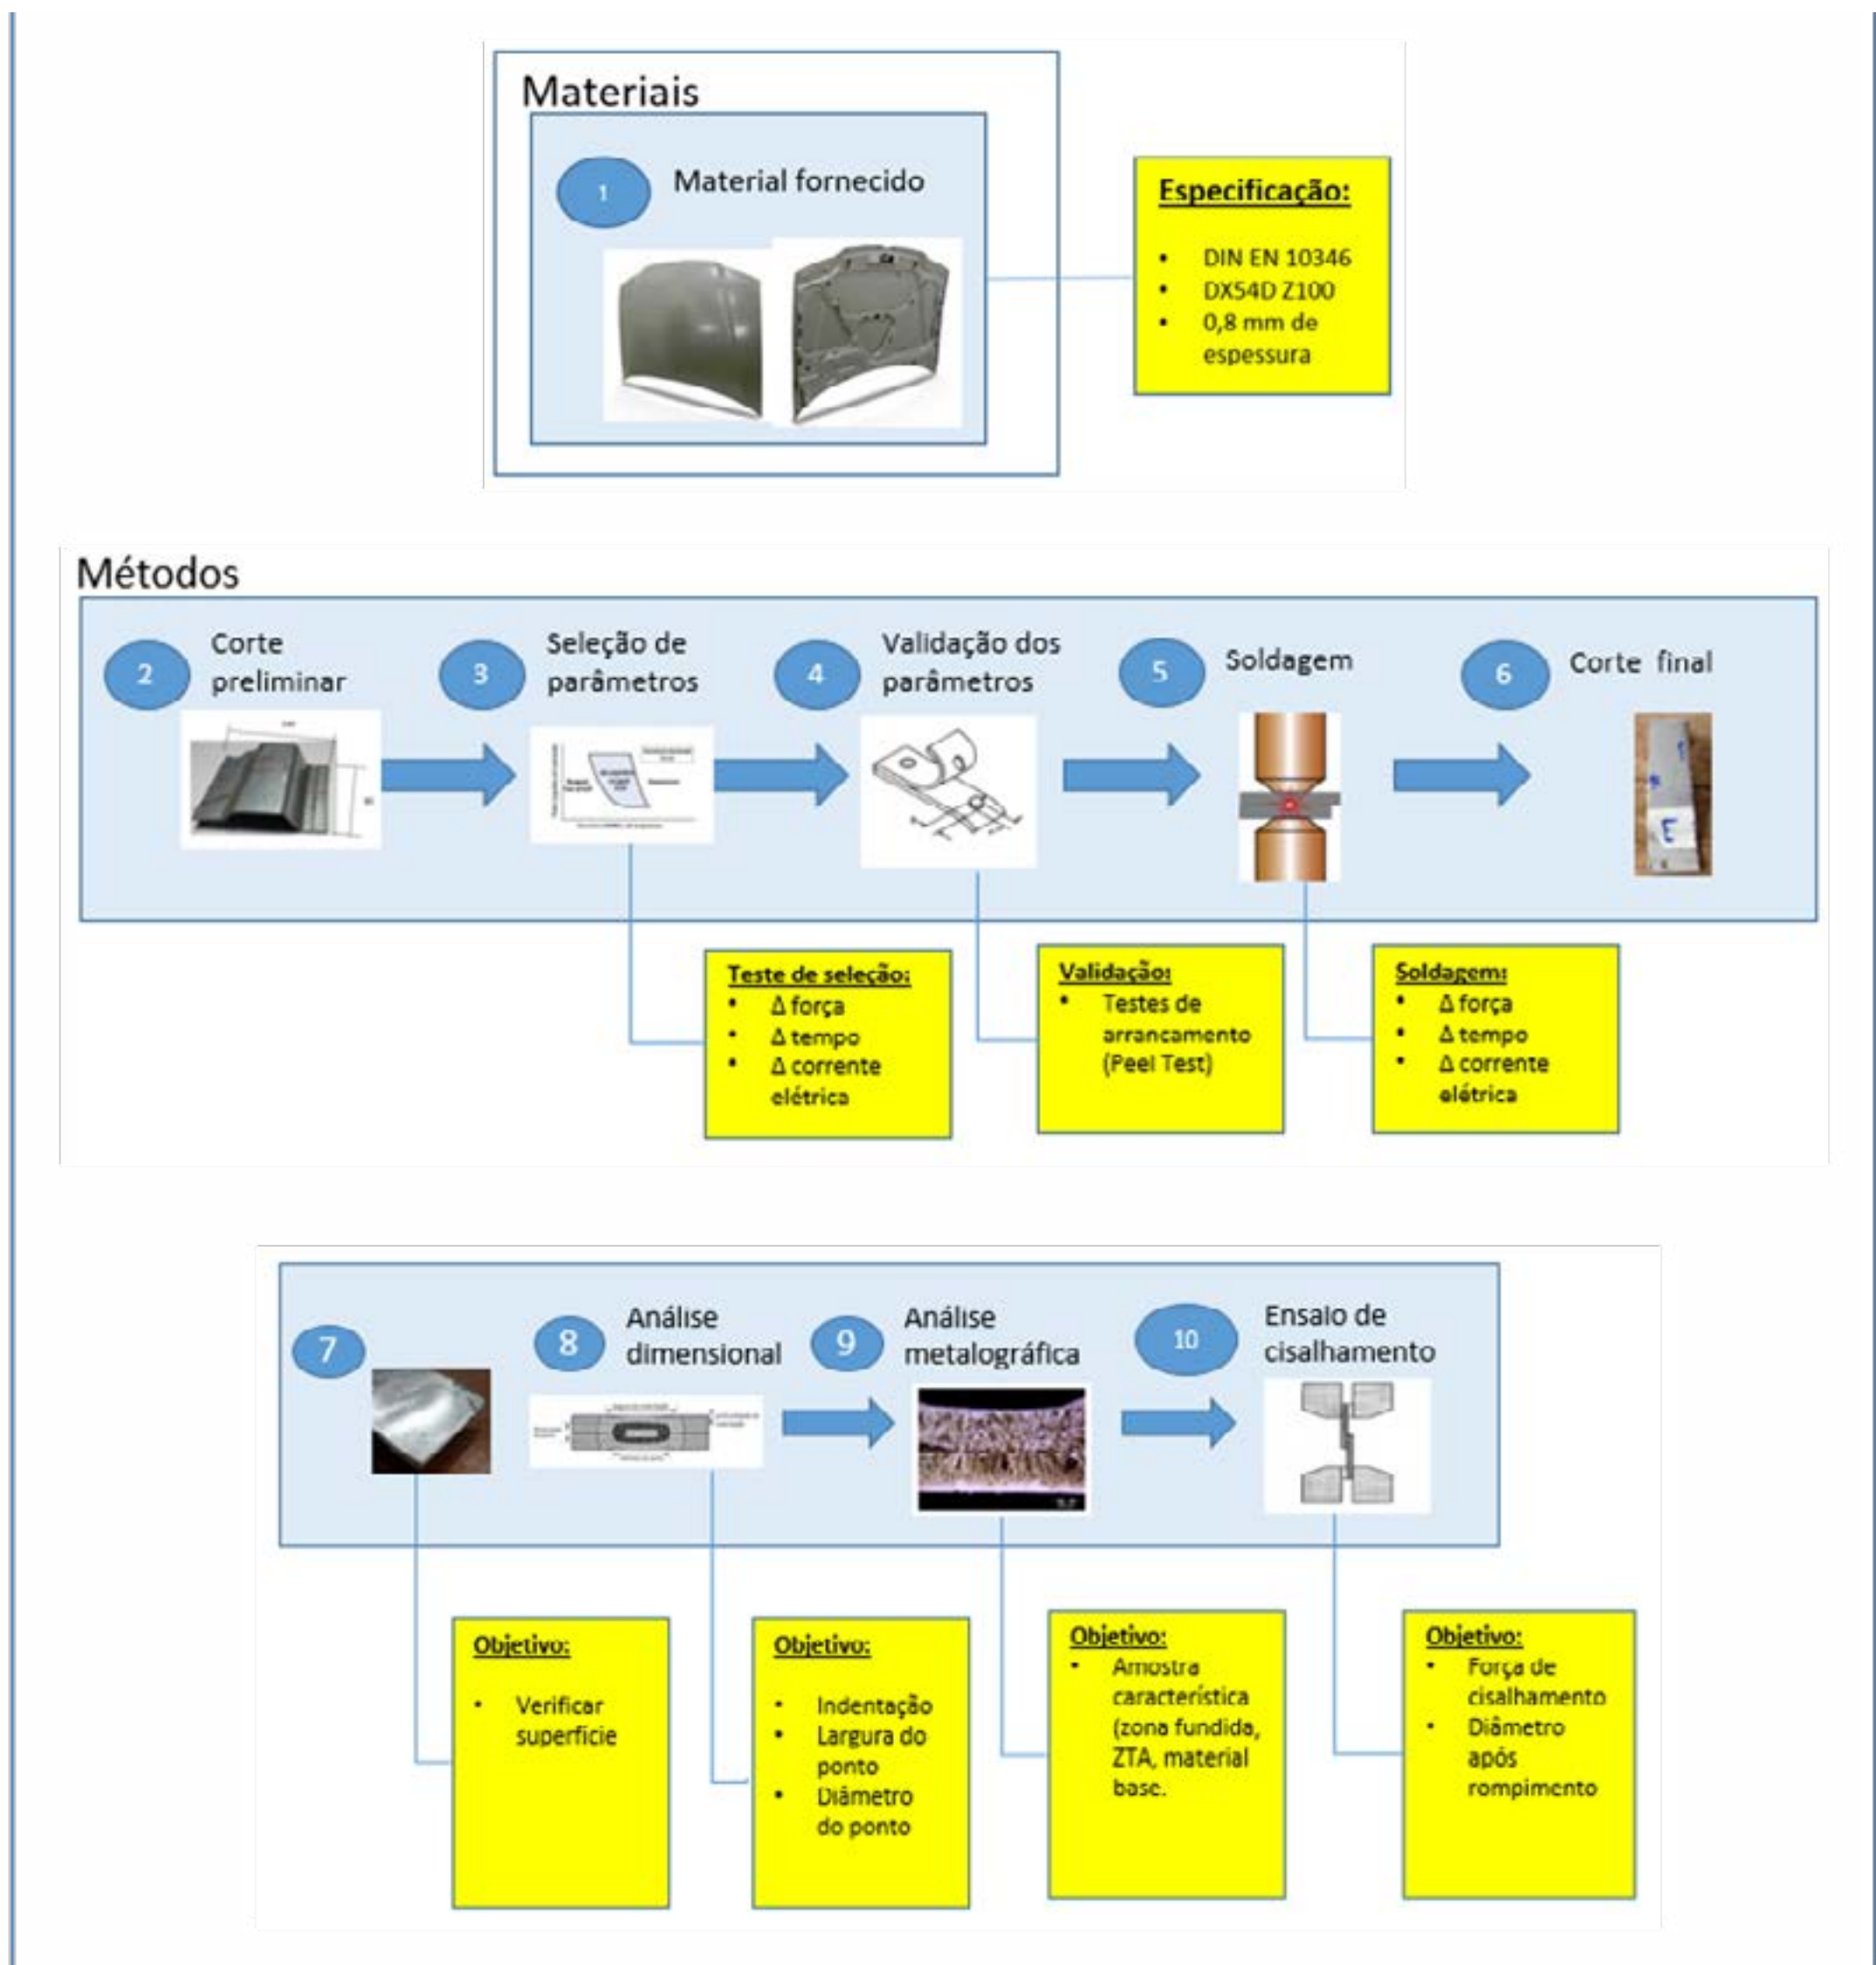 Materiais
1
Material fornecido
Especificação:
• DIN EN 10346
• DX54D Z100
• 0,8 mm de
espessura
Métodos
2
Corte
preliminar
3
Seleção de
parâmetros
4
Validação dos
parâmetros
5
Soldagem
6
Corte final
Teste de seleção:
• Δ força
• Δ tempo
• Δ corrente
elétrica
Validação:
• Testes de
arrancamento
(Peel Test)
Soldagem:
• Δ força
• Δ tempo
• Δ corrente
elétrica
7
8
Análise
dimensional
9
Análise
metalográfica
10
Ensaio de
cisalhamento
Objetivo:
• Verificar
superfície
Objetivo:
• Indentação
• Largura do
ponto
• Diâmetro
do ponto
Objetivo:
• Amostra
característica
(zona fundida,
ZTA, material
base.
Objetivo:
• Força de
cisalhamento
• Diâmetro
após
rompimento